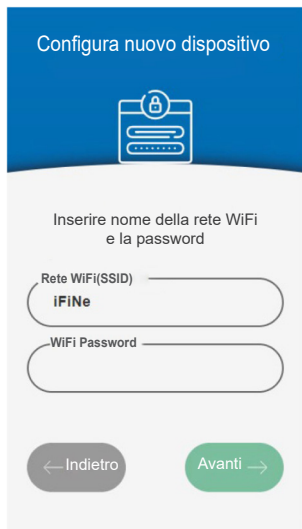 Configura nuovo dispositivo
Inserire nome della rete WiFi
e la password
Rete WiFi(SSID)
iFiNe
WiFi Password
Indietro
Avanti